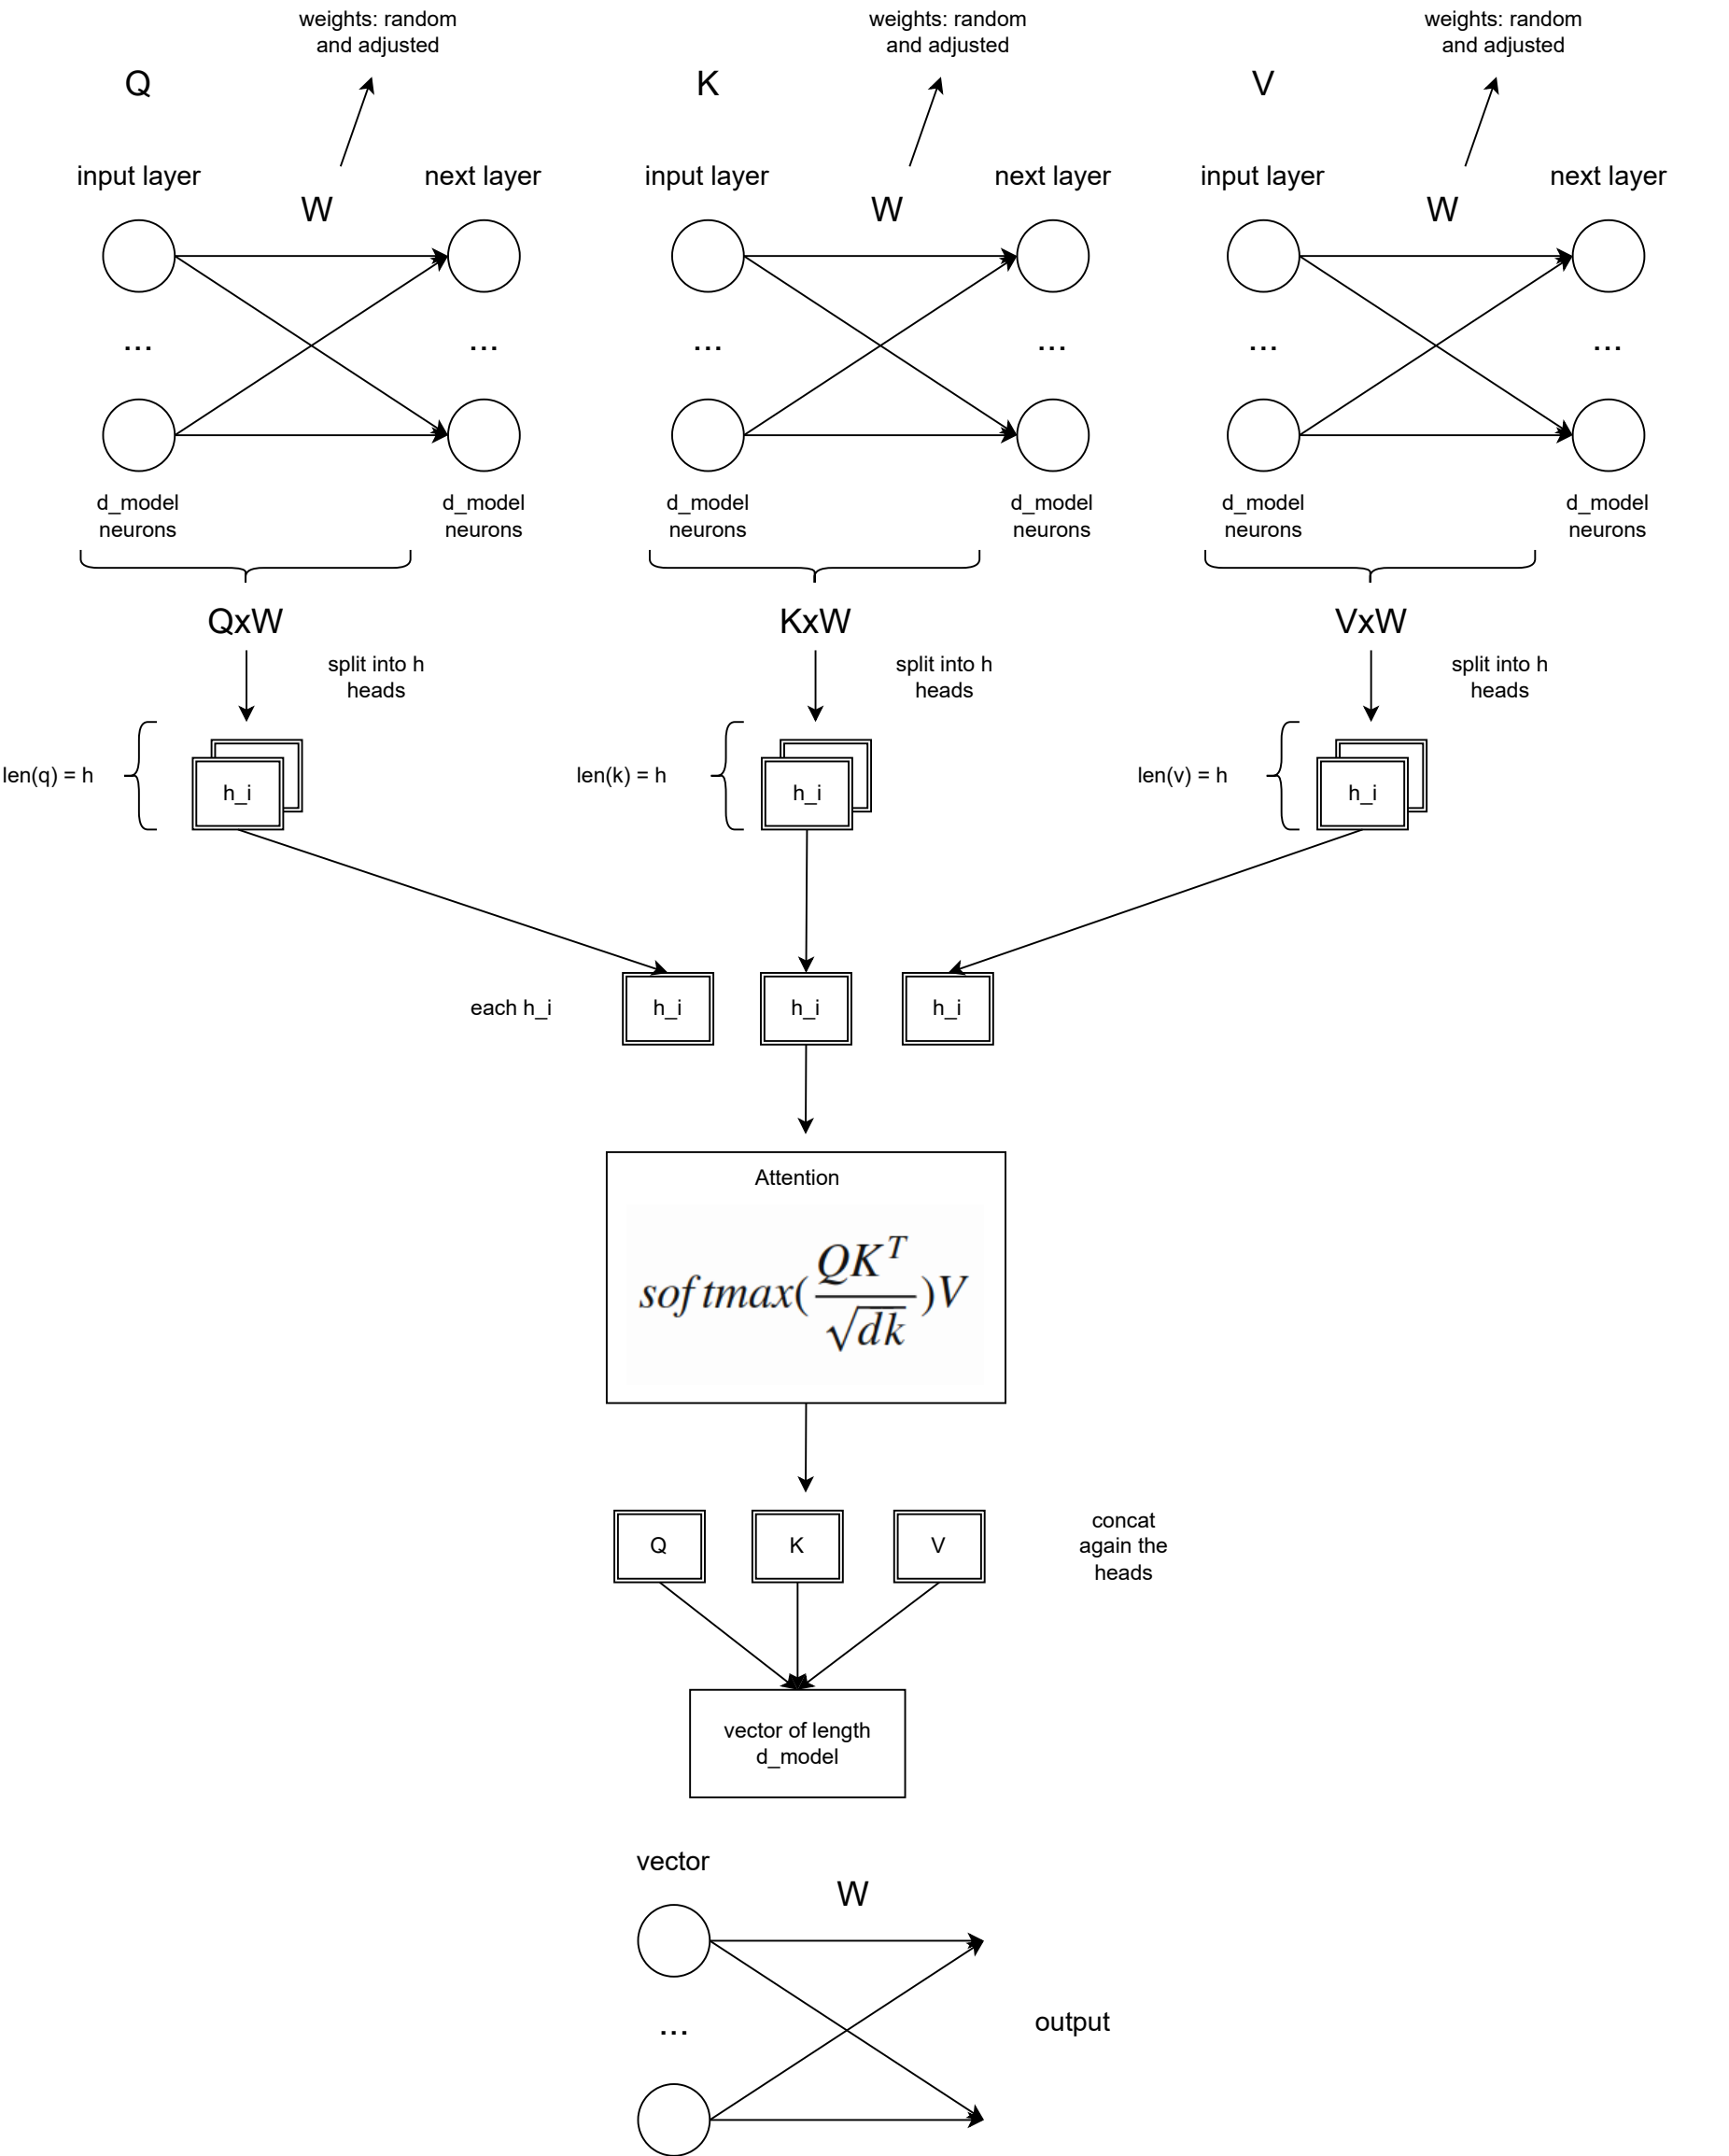 weights: random
and adjusted
weights: random
and adjusted
weights: random
and adjusted
Q
K
V
input layer
next layer
input layer
next layer
input layer
next layer
W
W
W
...
...
...
...
...
...
d_model
neurons
d_model
neurons
d_model
neurons
d_model
neurons
d_model
neurons
d_model
neurons
QxW
KxW
VxW
split into h
heads
split into h
heads
split into h
heads
len(q) = h
h_i
len(k) = h
h_i
len(v) = h
h_i
each h_i
h_i
h_i
h_i
Attention
softmax(QK^T/√dk)V
Q
K
V
concat
again the
heads
vector of length
d_model
vector
W
...
output